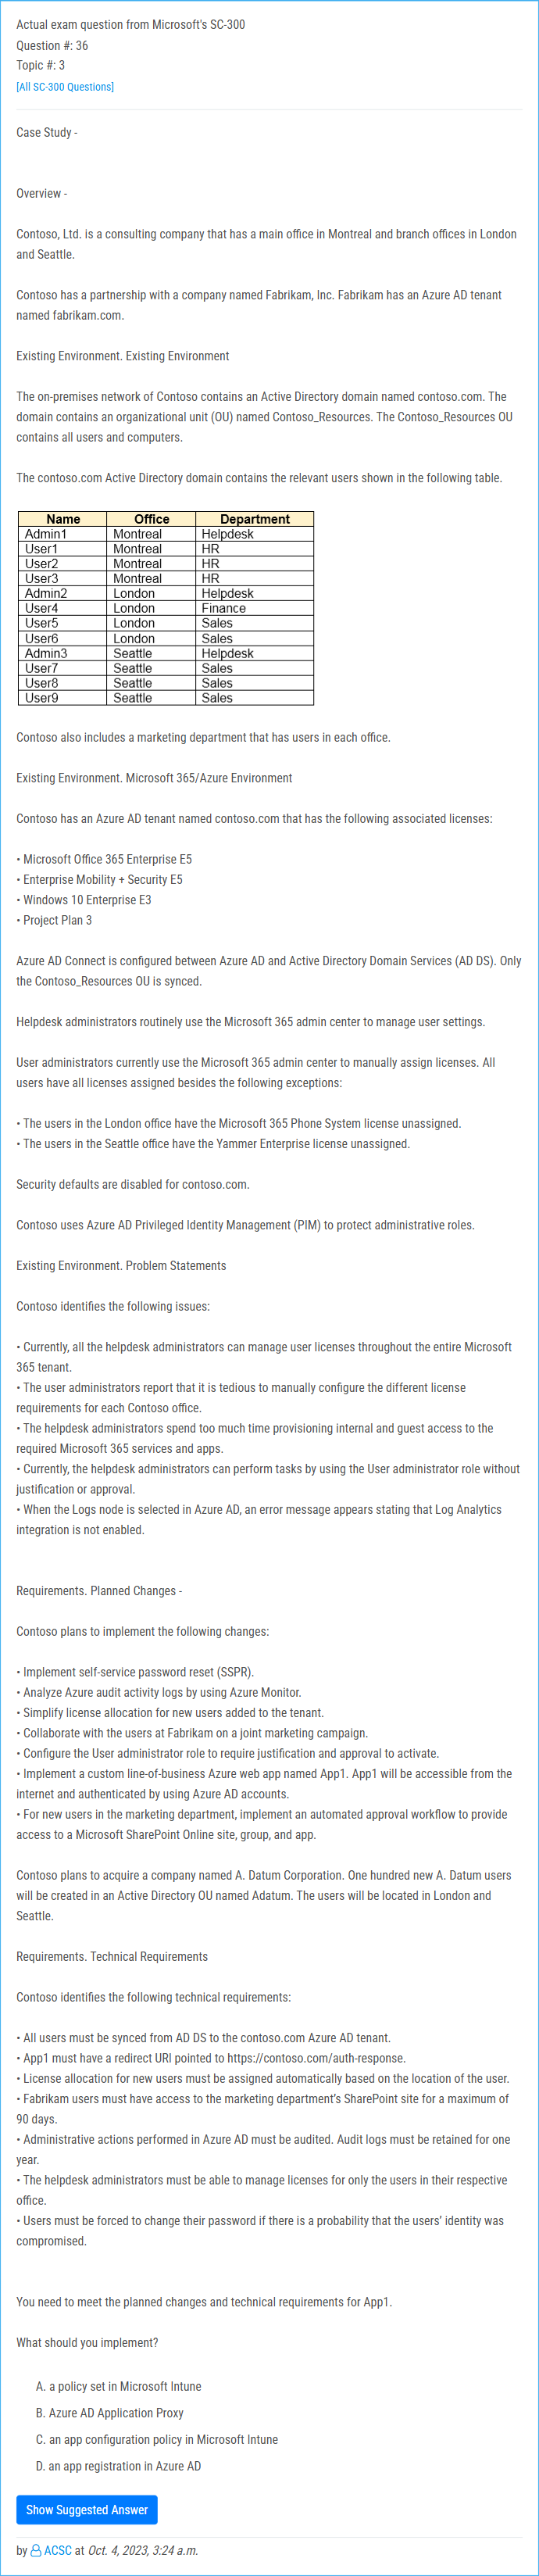 Actual exam question from Microsoft's SC-300
Question #: 36
Topic #: 3
[All SC-300 Questions]
Case Study -
Overview -
Contoso, Ltd. is a consulting company that has a main office in Montreal and branch offices in London
and Seattle.
Contoso has a partnership with a company named Fabrikam, Inc. Fabrikam has an Azure AD tenant
named fabrikam.com.
Existing Environment. Existing Environment
The on-premises network of Contoso contains an Active Directory domain named contoso.com. The
domain contains an organizational unit (OU) named Contoso_Resources. The Contoso_Resources OU
contains all users and computers.
The contoso.com Active Directory domain contains the relevant users shown in the following table.
Name Office Department
Admin1 Montreal Helpdesk
User1 Montreal HR
User2 Montreal HR
User3 Montreal HR
Admin2 London Helpdesk
User4 London Finance
User5 London Sales
User6 London Sales
Admin3 Seattle Helpdesk
User7 Seattle Sales
User8 Seattle Sales
User9 Seattle Sales
Contoso also includes a marketing department that has users in each office.
Existing Environment. Microsoft 365/Azure Environment
Contoso has an Azure AD tenant named contoso.com that has the following associated licenses:
• Microsoft Office 365 Enterprise E5
• Enterprise Mobility + Security E5
• Windows 10 Enterprise E3
• Project Plan 3
Azure AD Connect is configured between Azure AD and Active Directory Domain Services (AD DS). Only
the Contoso_Resources OU is synced.
Helpdesk administrators routinely use the Microsoft 365 admin center to manage user settings.
User administrators currently use the Microsoft 365 admin center to manually assign licenses. All
users have all licenses assigned besides the following exceptions:
• The users in the London office have the Microsoft 365 Phone System license unassigned.
• The users in the Seattle office have the Yammer Enterprise license unassigned.
Security defaults are disabled for contoso.com.
Contoso uses Azure AD Privileged Identity Management (PIM) to protect administrative roles.
Existing Environment. Problem Statements
Contoso identifies the following issues:
• Currently, all the helpdesk administrators can manage user licenses throughout the entire Microsoft
365 tenant.
• The user administrators report that it is tedious to manually configure the different license
requirements for each Contoso office.
• The helpdesk administrators spend too much time provisioning internal and guest access to the
required Microsoft 365 services and apps.
• Currently, the helpdesk administrators can perform tasks by using the User administrator role without
justification or approval.
• When the Logs node is selected in Azure AD, an error message appears stating that Log Analytics
integration is not enabled.
Requirements. Planned Changes -
Contoso plans to implement the following changes:
• Implement self-service password reset (SSPR).
• Analyze Azure audit activity logs by using Azure Monitor.
• Simplify license allocation for new users added to the tenant.
• Collaborate with the users at Fabrikam on a joint marketing campaign.
• Configure the User administrator role to require justification and approval to activate.
• Implement a custom line-of-business Azure web app named App1. App1 will be accessible from the
internet and authenticated by using Azure AD accounts.
• For new users in the marketing department, implement an automated approval workflow to provide
access to a Microsoft SharePoint Online site, group, and app.
Contoso plans to acquire a company named A. Datum Corporation. One hundred new A. Datum users
will be created in an Active Directory OU named Adatum. The users will be located in London and
Seattle.
Requirements. Technical Requirements
Contoso identifies the following technical requirements:
• All users must be synced from AD DS to the contoso.com Azure AD tenant.
• App1 must have a redirect URI pointed to https://contoso.com/auth-response.
• License allocation for new users must be assigned automatically based on the location of the user.
• Fabrikam users must have access to the marketing department's SharePoint site for a maximum of
90 days.
• Administrative actions performed in Azure AD must be audited. Audit logs must be retained for one
year.
• The helpdesk administrators must be able to manage licenses for only the users in their respective
office.
• Users must be forced to change their password if there is a probability that the users’ identity was
compromised.
You need to meet the planned changes and technical requirements for App1.
What should you implement?
A. a policy set in Microsoft Intune
B. Azure AD Application Proxy
C. an app configuration policy in Microsoft Intune
D. an app registration in Azure AD
Show Suggested Answer
by ACSC at Oct. 4, 2023, 3:24 a.m.